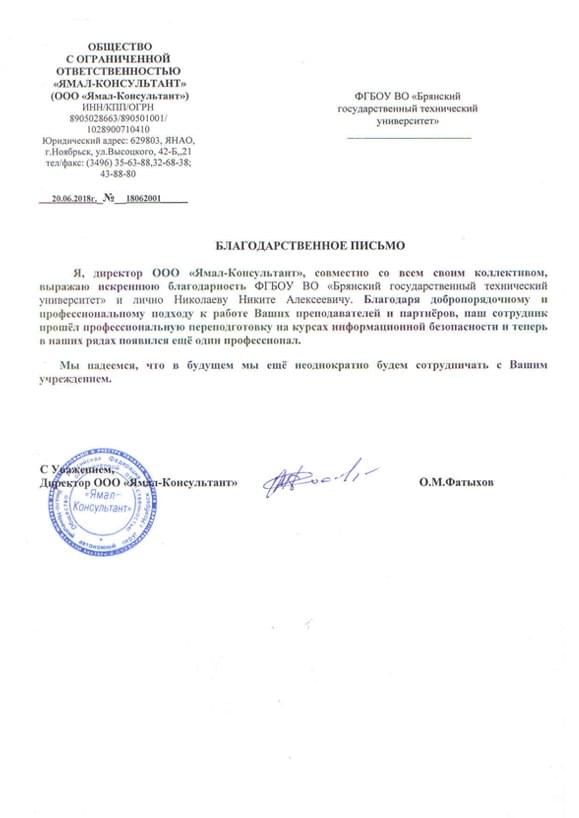 ОБЩЕСТВО
С ОГРАНИЧЕННОЙ
ОТВЕТСТВЕННОСТЬЮ
«ЯМАЛ-КОНСУЛЬТАНТ»
(ООО «Ямал-Консультант»)
ИНН/КПП/ОГРН
8905028663/890501001/
1028900710410
Юридический адрес: 629803, ЯНАО,
г.Ноябрьск, ул.Высоцкого, 42-Б,,21
тел/факс: (3496) 35-63-88,32-68-38;
43-88-80
20.06.2018г. № 18062001
ФГБОУ ВО «Брянский
государственный технический
университет»
БЛАГОДАРСТВЕННОЕ ПИСЬМО
Я, директор ООО «Ямал-Консультант», совместно со всем своим коллективом,
выражаю искреннюю благодарность ФГБОУ ВО «Брянский государственный технический
университет» и лично Николаеву Никите Алексеевичу. Благодаря добропорядочному и
профессиональному подходу к работе Ваших преподавателей и партнёров, наш сотрудник
прошёл профессиональную переподготовку на курсах информационной безопасности и теперь
в наших рядах появился ещё один профессионал.
Мы надеемся, что в будущем мы ещё неоднократно будем сотрудничать с Вашим
учреждением.
С Уважением,
Директор ООО «Ямал-Консультант»
О.М.Фатыхов
«Ямал-
Консультант»